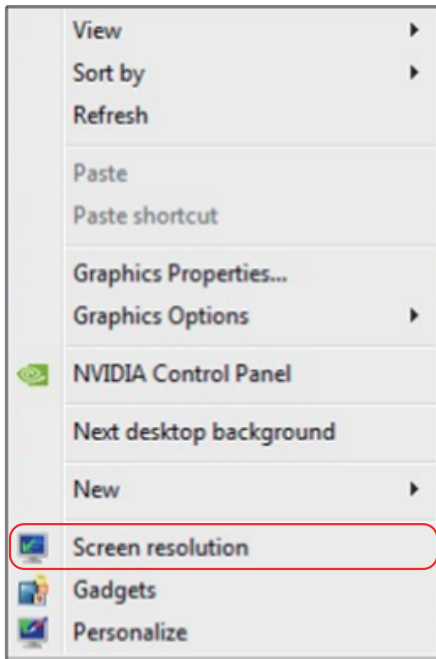 View
Sort by
Refresh
Paste
Paste shortcut
Graphics Properties...
Graphics Options
NVIDIA Control Panel
Next desktop background
New
Screen resolution
Gadgets
Personalize